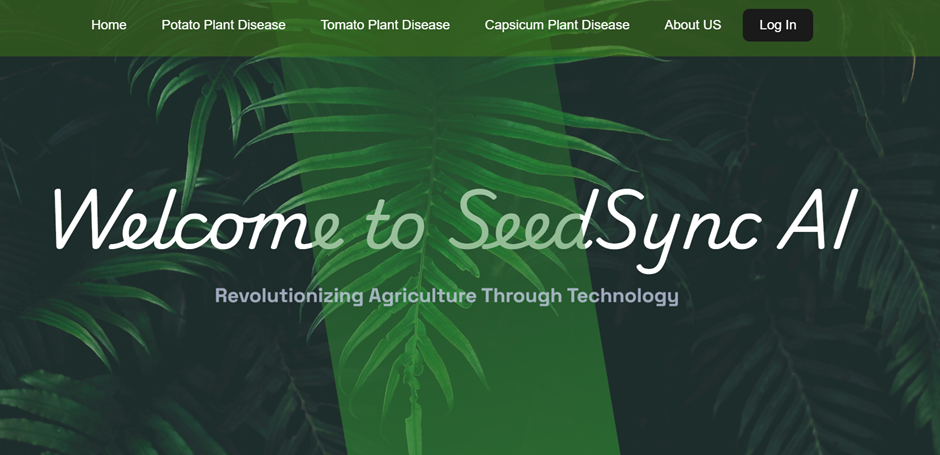 Home Potato Plant Disease Tomato Plant Disease Capsicum Plant Disease About US Log In
Welcome to SeedSync AI
Revolutionizing Agriculture Through Technology